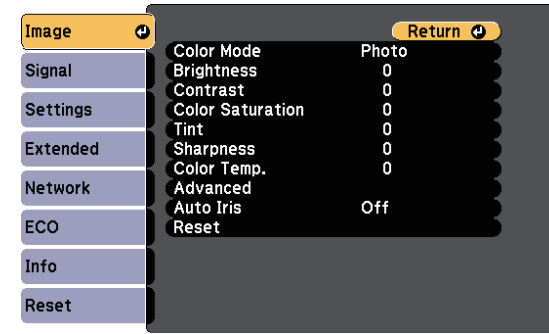 Image
Signal
Settings
Extended
Network
ECO
Info
Reset
Return
Color Mode Photo
Brightness 0
Contrast 0
Color Saturation 0
Tint 0
Sharpness 0
Color Temp. 0
Advanced
Auto Iris Off
Reset